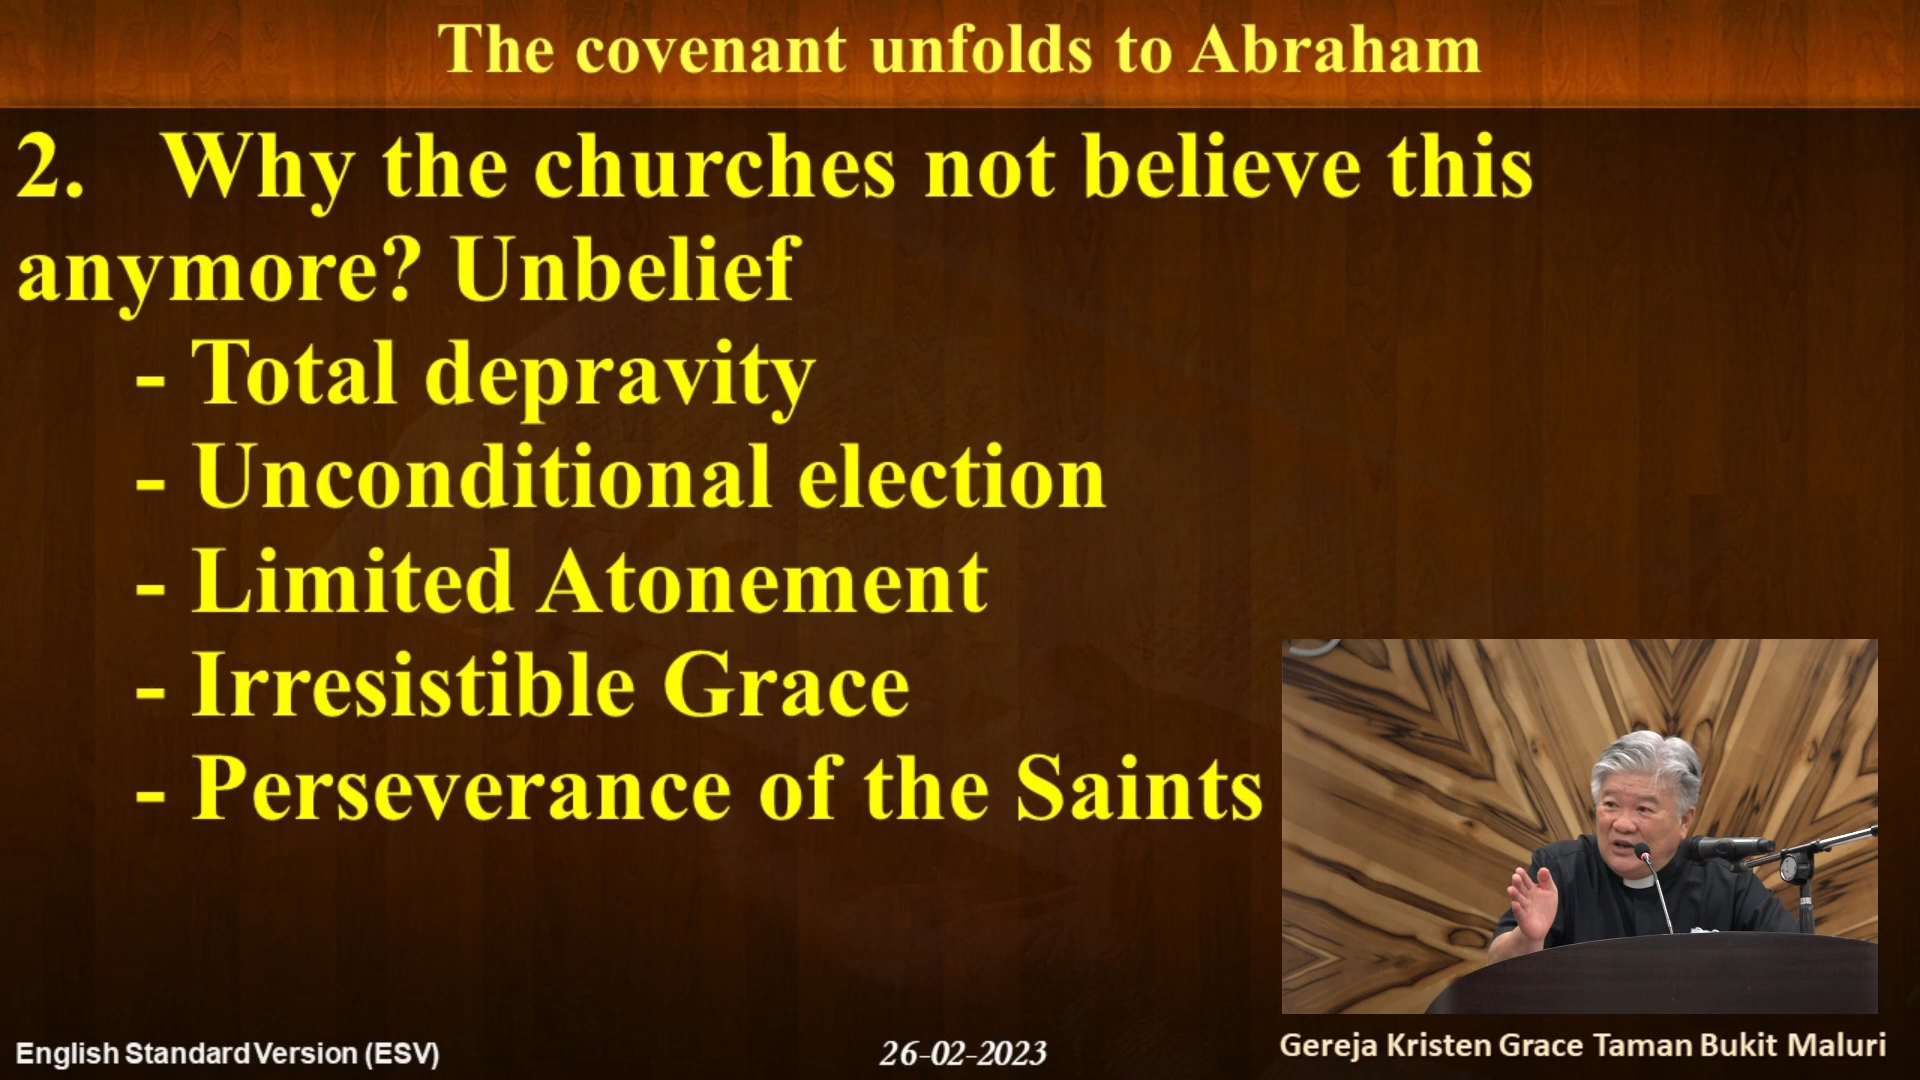 The covenant unfolds to Abraham
2. Why the churches not believe this
anymore? Unbelief
- Total depravity
- Unconditional election
- Limited Atonement
- Irresistible Grace
- Perseverance of the Saints
English Standard Version (ESV)
26-02-2023
Gereja Kristen Grace Taman Bukit Maluri